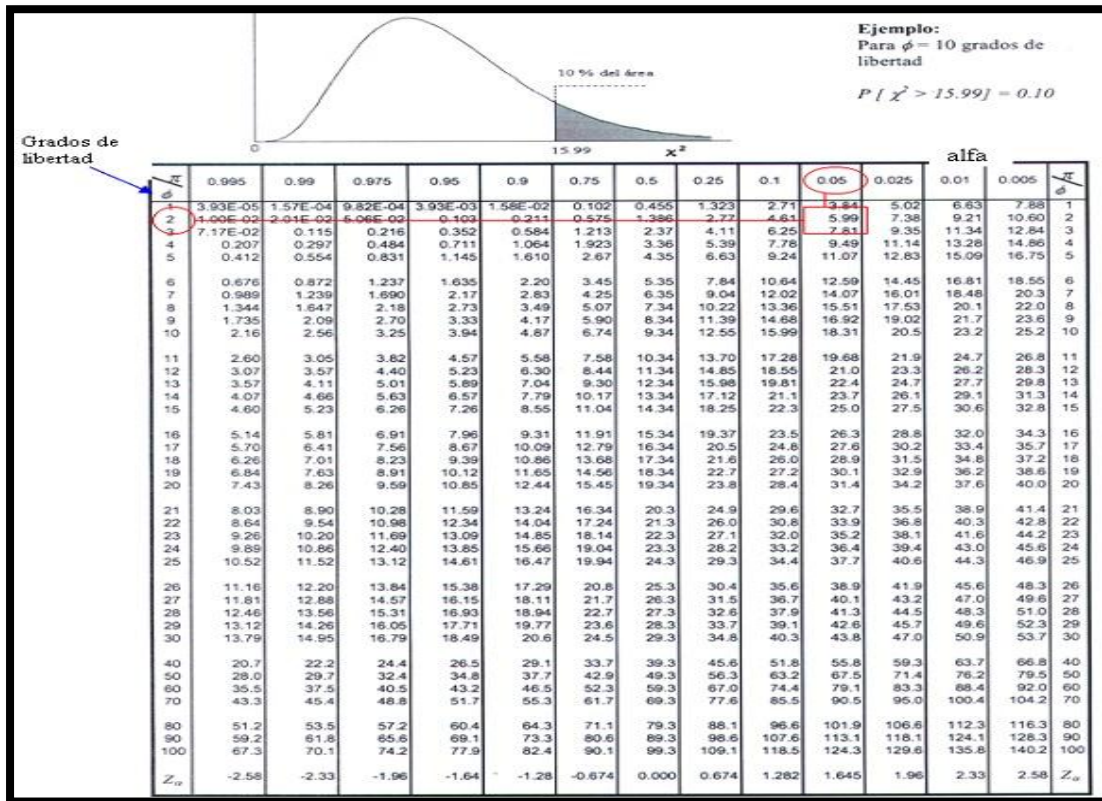 Ejemplo:
Para ϕ = 10 grados de
libertad
10 % del área
P [ χ² > 15.99] = 0.10
Grados de
libertad
0
15.99
x²
alfa
0.995 0.99 0.975 0.95 0.9 0.75 0.5 0.25 0.1 0.05 0.025 0.01 0.005
ϕ ϕ
1 3.93E-05 1.57E-04 9.82E-04 3.93E-03 1.58E-02 0.102 0.455 1.323 2.71 3.84 5.02 6.63 7.88 1
2 1.00E-02 2.01E-02 5.06E-02 0.103 0.211 0.575 1.386 2.77 4.61 5.99 7.38 9.21 10.60 2
3 7.17E-02 0.115 0.216 0.352 0.584 1.213 2.37 4.11 6.25 7.81 9.35 11.34 12.84 3
4 0.207 0.297 0.484 0.711 1.064 1.923 3.36 5.39 7.78 9.49 11.14 13.28 14.86 4
5 0.412 0.554 0.831 1.145 1.610 2.67 4.35 6.63 9.24 11.07 12.83 15.09 16.75 5
6 0.676 0.872 1.237 1.635 2.20 3.45 5.35 7.84 10.64 12.59 14.45 16.81 18.55 6
7 0.989 1.239 1.690 2.17 2.83 4.25 6.35 9.04 12.02 14.07 16.01 18.48 20.3 7
8 1.344 1.647 2.18 2.73 3.49 5.07 7.34 10.22 13.36 15.51 17.53 20.1 22.0 8
9 1.735 2.09 2.70 3.33 4.17 5.90 8.34 11.39 14.68 16.92 19.02 21.7 23.6 9
10 2.16 2.56 3.25 3.94 4.87 6.74 9.34 12.55 15.99 18.31 20.5 23.2 25.2 10
11 2.60 3.05 3.82 4.57 5.58 7.58 10.34 13.70 17.28 19.68 21.9 24.7 26.8 11
12 3.07 3.57 4.40 5.23 6.30 8.44 11.34 14.85 18.55 21.0 23.3 26.2 28.3 12
13 3.57 4.11 5.01 5.89 7.04 9.30 12.34 15.98 19.81 22.4 24.7 27.7 29.8 13
14 4.07 4.66 5.63 6.57 7.79 10.17 13.34 17.12 21.1 23.7 26.1 29.1 31.3 14
15 4.60 5.23 6.26 7.26 8.55 11.04 14.34 18.25 22.3 25.0 27.5 30.6 32.8 15
16 5.14 5.81 6.91 7.96 9.31 11.91 15.34 19.37 23.5 26.3 28.8 32.0 34.3 16
17 5.70 6.41 7.56 8.67 10.09 12.79 16.34 20.5 24.8 27.6 30.2 33.4 35.7 17
18 6.26 7.01 8.23 9.39 10.86 13.68 17.34 21.6 26.0 28.9 31.5 34.8 37.2 18
19 6.84 7.63 8.91 10.12 11.65 14.56 18.34 22.7 27.2 30.1 32.9 36.2 38.6 19
20 7.43 8.26 9.59 10.85 12.44 15.45 19.34 23.8 28.4 31.4 34.2 37.6 40.0 20
21 8.03 8.90 10.28 11.59 13.24 16.34 20.3 24.9 29.6 32.7 35.5 38.9 41.4 21
22 8.64 9.54 10.98 12.34 14.04 17.24 21.3 26.0 30.8 33.9 36.8 40.3 42.8 22
23 9.26 10.20 11.69 13.09 14.85 18.14 22.3 27.1 32.0 35.2 38.1 41.6 44.2 23
24 9.89 10.86 12.40 13.85 15.66 19.04 23.3 28.2 33.2 36.4 39.4 43.0 45.6 24
25 10.52 11.52 13.12 14.61 16.47 19.94 24.3 29.3 34.4 37.7 40.6 44.3 46.9 25
26 11.16 12.20 13.84 15.38 17.29 20.8 25.3 30.4 35.6 38.9 41.9 45.6 48.3 26
27 11.81 12.88 14.57 16.15 18.11 21.7 26.3 31.5 36.7 40.1 43.2 47.0 49.6 27
28 12.46 13.56 15.31 16.93 18.94 22.7 27.3 32.6 37.9 41.3 44.5 48.3 51.0 28
29 13.12 14.26 16.05 17.71 19.77 23.6 28.3 33.7 39.1 42.6 45.7 49.6 52.3 29
30 13.79 14.95 16.79 18.49 20.6 24.5 29.3 34.8 40.3 43.8 47.0 50.9 53.7 30
40 20.7 22.2 24.4 26.5 29.1 33.7 39.3 45.6 51.8 55.8 59.3 63.7 66.8 40
50 28.0 29.7 32.4 34.8 37.7 42.9 49.3 56.3 63.2 67.5 71.4 76.2 79.5 50
60 35.5 37.5 40.5 43.2 46.5 52.3 59.3 67.0 74.4 79.1 83.3 88.4 92.0 60
70 43.3 45.4 48.8 51.7 55.3 61.7 69.3 77.6 85.5 90.5 95.0 100.4 104.2 70
80 51.2 53.5 57.2 60.4 64.3 71.1 79.3 88.1 96.6 101.9 106.6 112.3 116.3 80
90 59.2 61.8 65.6 69.1 73.3 80.6 89.3 98.6 107.6 113.1 118.1 124.1 128.3 90
100 67.3 70.1 74.2 77.9 82.4 90.1 99.3 109.1 118.5 124.3 129.6 135.8 140.2 100
Zα -2.58 -2.33 -1.96 -1.64 -1.28 -0.674 0.000 0.674 1.282 1.645 1.96 2.33 2.58 Zα